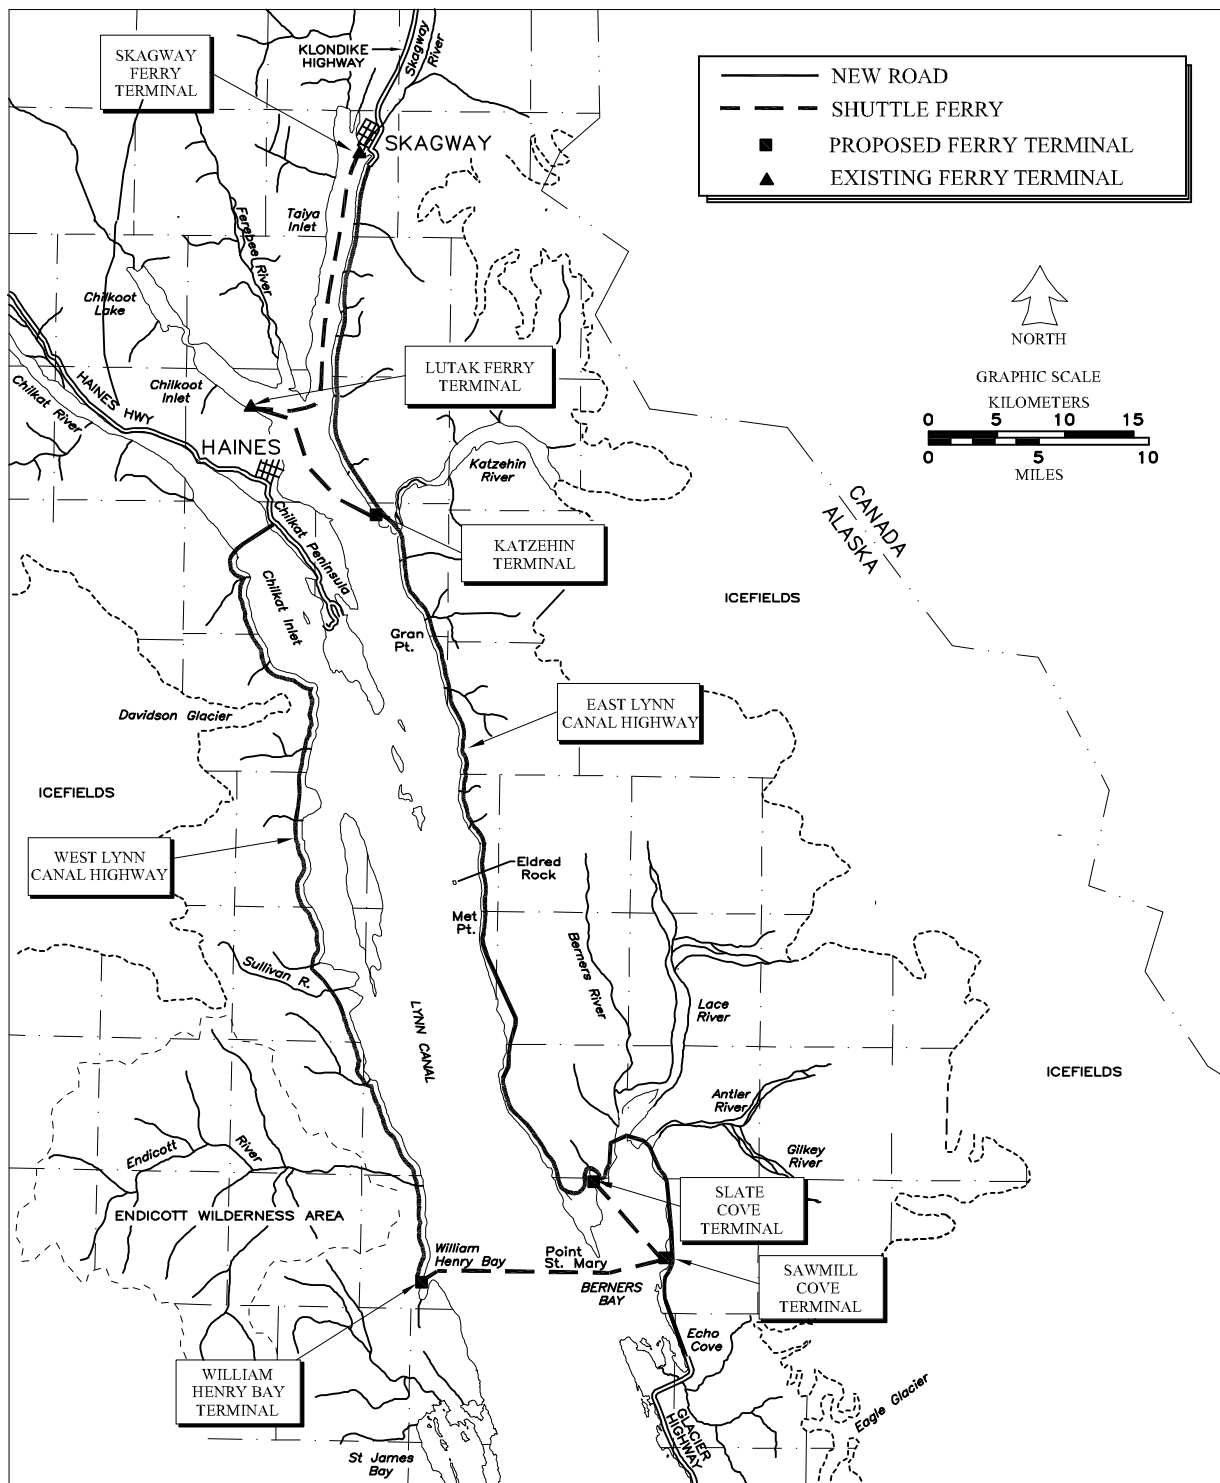 SKAGWAY
FERRY
TERMINAL
KLONDIKE
HIGHWAY
Skagway
River
SKAGWAY
NEW ROAD
SHUTTLE FERRY
PROPOSED FERRY TERMINAL
EXISTING FERRY TERMINAL
Taiya
Inlet
Ferebee River
Chilkoot
Lake
NORTH
GRAPHIC SCALE
KILOMETERS
0 5 10 15
0 5 10
MILES
LUTAK FERRY
TERMINAL
Chilkoot
Inlet
HAINES HWY
Chilkat River
HAINES
Katzehin
River
CANADA
ALASKA
KATZEHIN
TERMINAL
Chilkat Peninsula
Chilkat Inlet
ICEFIELDS
Gran
Pt.
EAST LYNN
CANAL HIGHWAY
Davidson Glacier
ICEFIELDS
WEST LYNN
CANAL HIGHWAY
Eldred
Rock
Met
Pt.
Berners River
Sullivan R.
Lace
River
LYNN CANAL
ICEFIELDS
Antler
River
Gilkey
River
Endicott River
ENDICOTT WILDERNESS AREA
SLATE
COVE
TERMINAL
William
Henry Bay
Point
St. Mary
BERNERS
BAY
SAWMILL
COVE
TERMINAL
Echo
Cove
WILLIAM
HENRY BAY
TERMINAL
Eagle Glacier
GLACIER
HIGHWAY
St James
Bay